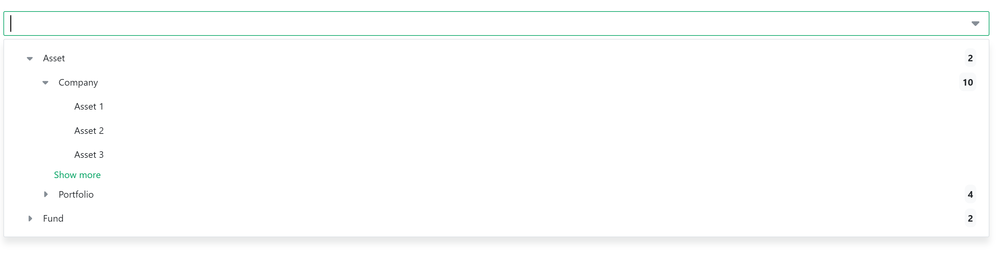 Asset 2
Company 10
Asset 1
Asset 2
Asset 3
Show more
Portfolio 4
Fund 2